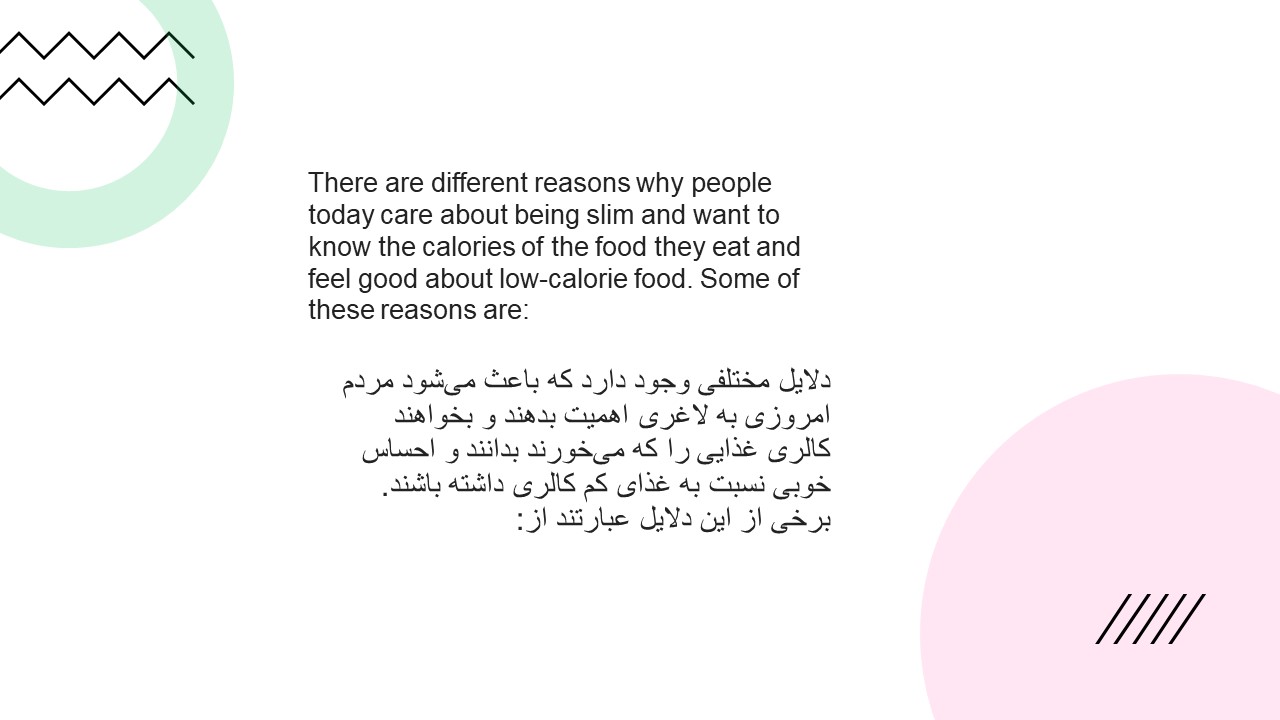 There are different reasons why people
today care about being slim and want to
know the calories of the food they eat and
feel good about low-calorie food. Some of
these reasons are:
دلایل مختلفی وجود دارد که باعث می‌شود مردم
امروزی به لاغری اهمیت بدهند و بخواهند
کالری غذایی را که می‌خورند بدانند و احساس
خوبی نسبت به غذای کم کالری داشته باشند.
برخی از این دلایل عبارتند از: